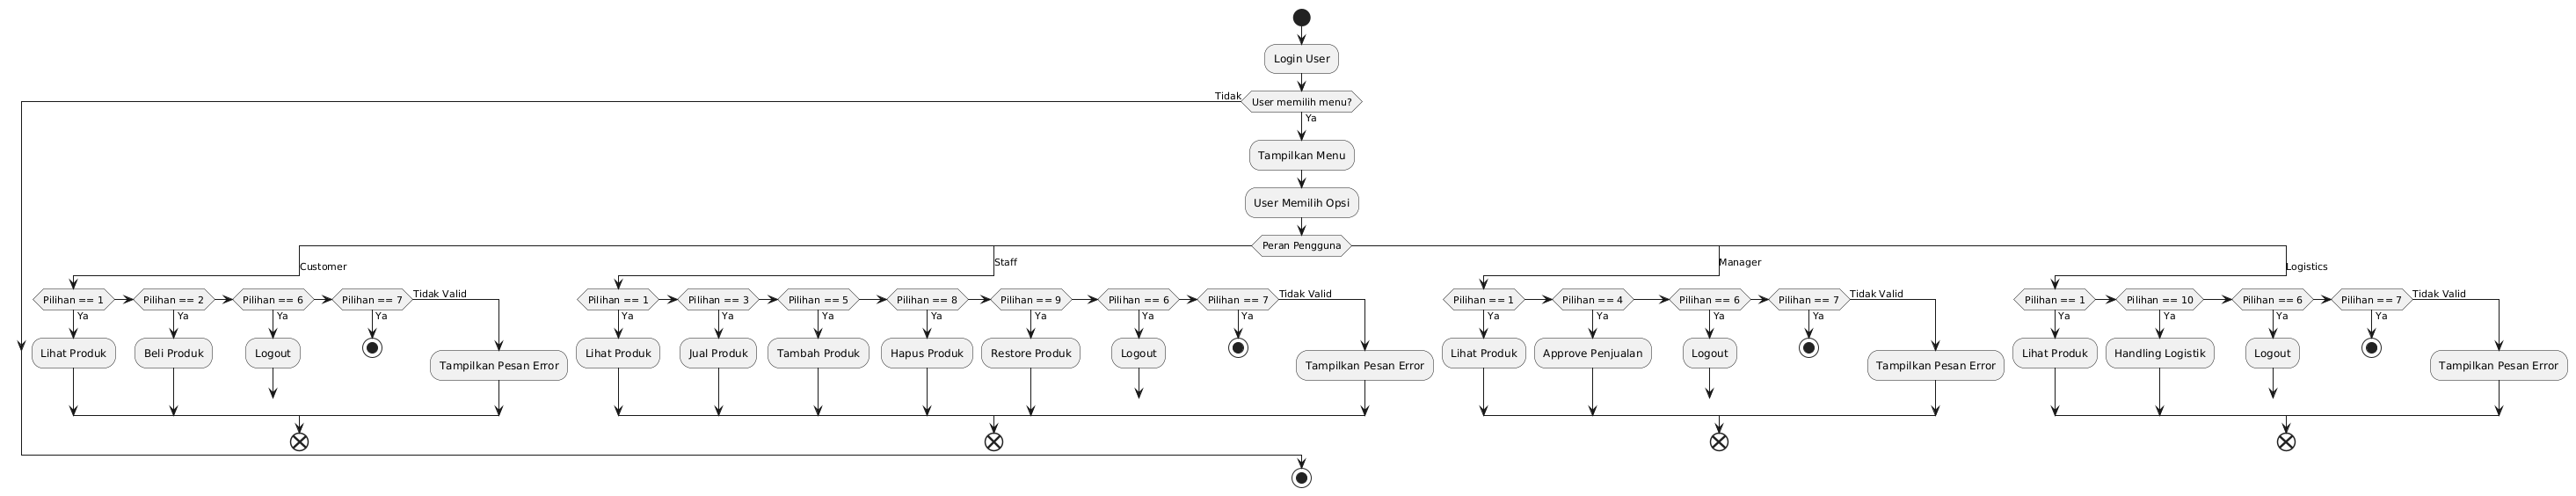 Login User
Tidak
User memilih menu?
Ya
Tampilkan Menu
User Memilih Opsi
Peran Pengguna
Customer
Pilihan == 1
Pilihan == 2
Pilihan == 6
Pilihan == 7
Tidak Valid
Ya
Ya
Ya
Ya
Lihat Produk
Beli Produk
Logout
Tampilkan Pesan Error
Staff
Pilihan == 1
Pilihan == 3
Pilihan == 5
Pilihan == 8
Pilihan == 9
Pilihan == 6
Pilihan == 7
Tidak Valid
Ya
Ya
Ya
Ya
Ya
Ya
Ya
Lihat Produk
Jual Produk
Tambah Produk
Hapus Produk
Restore Produk
Logout
Tampilkan Pesan Error
Manager
Pilihan == 1
Pilihan == 4
Pilihan == 6
Pilihan == 7
Tidak Valid
Ya
Ya
Ya
Ya
Lihat Produk
Approve Penjualan
Logout
Tampilkan Pesan Error
Logistics
Pilihan == 1
Pilihan == 10
Pilihan == 6
Pilihan == 7
Tidak Valid
Ya
Ya
Ya
Ya
Lihat Produk
Handling Logistik
Logout
Tampilkan Pesan Error